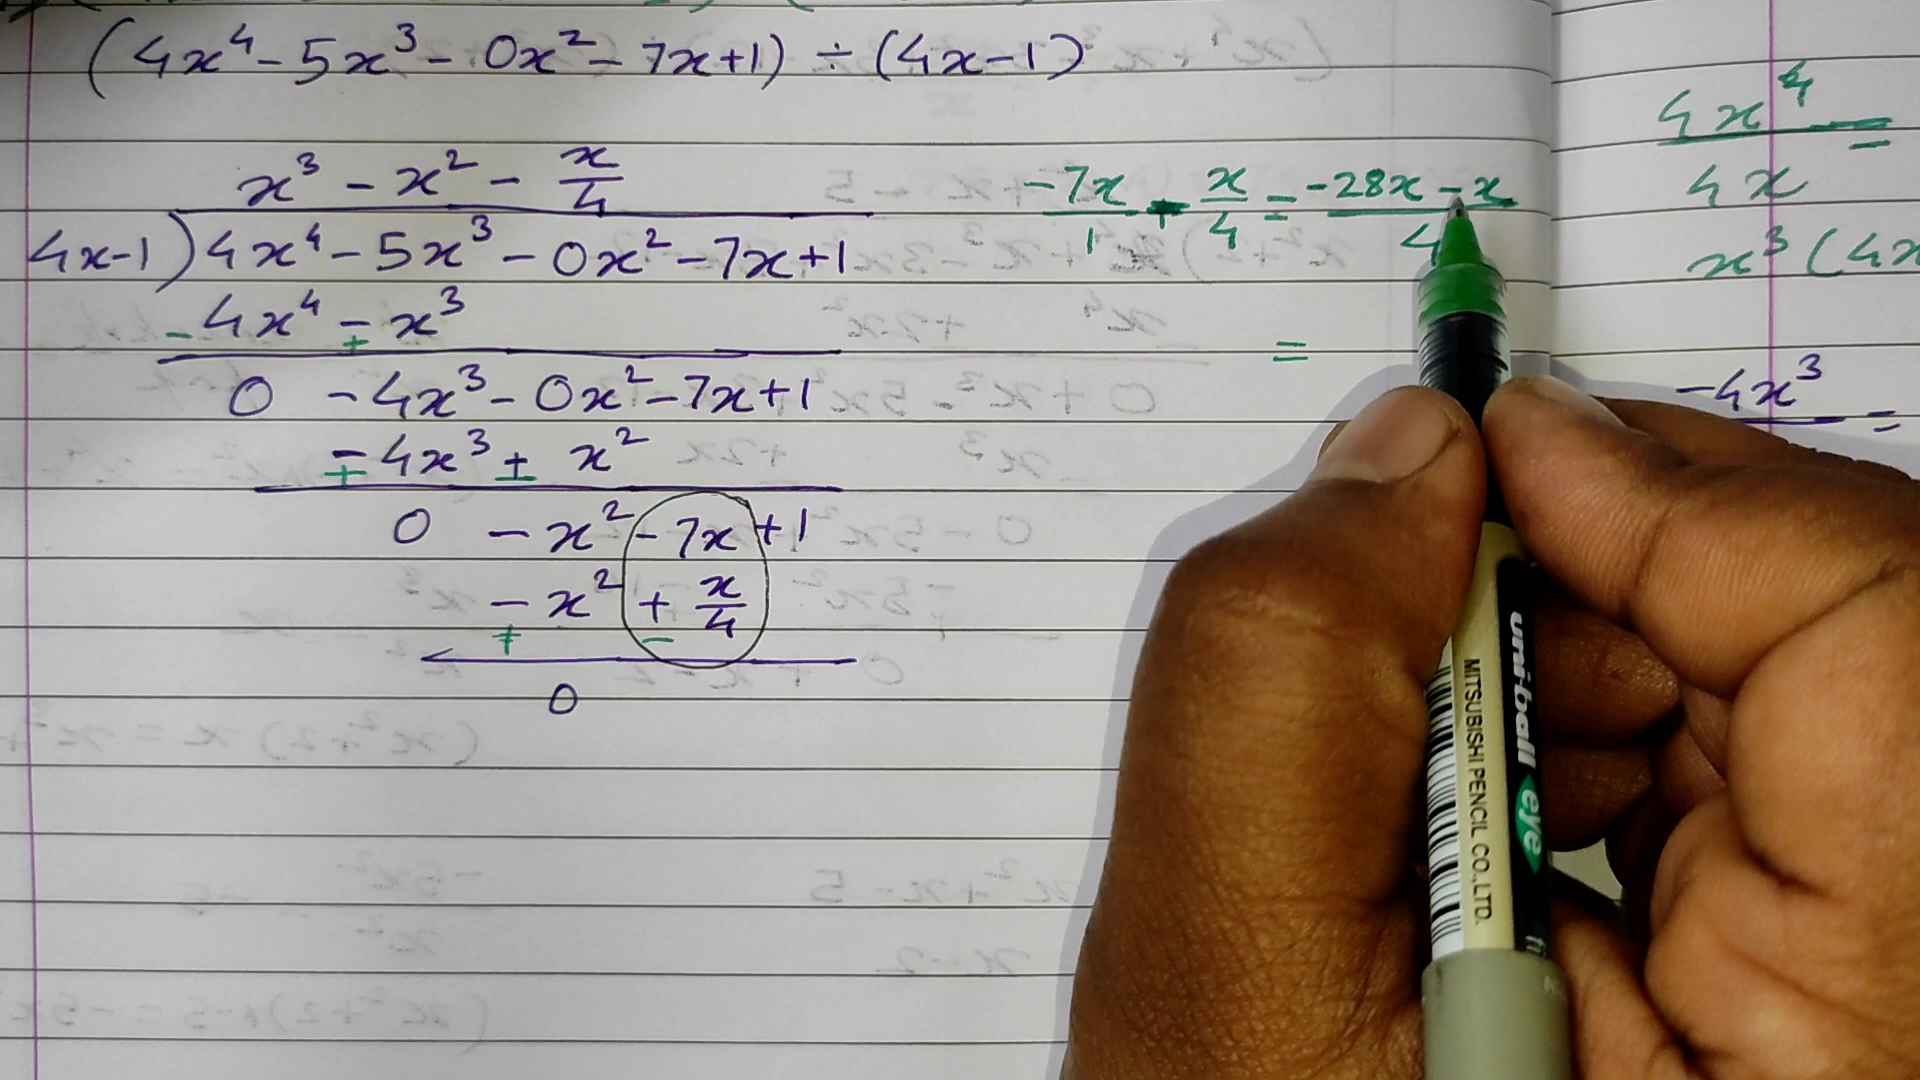 (4x⁴ - 5x³ - 0x² - 7x + 1) ÷ (4x - 1)
x³ - x² - x/4
4x-1) 4x⁴ - 5x³ - 0x² - 7x + 1
- 4x⁴ - x³
+
0 - 4x³ - 0x² - 7x + 1
- 4x³ + x²
+ -
0 - x² - 7x + 1
- x² + x/4
+ -
0
-7x/1 - x/4 = -28x - x/4
=
4x⁴/4x =
x³(4x
-4x³ =
uni-ball eye
MITSUBISHI PENCIL CO.,LTD.